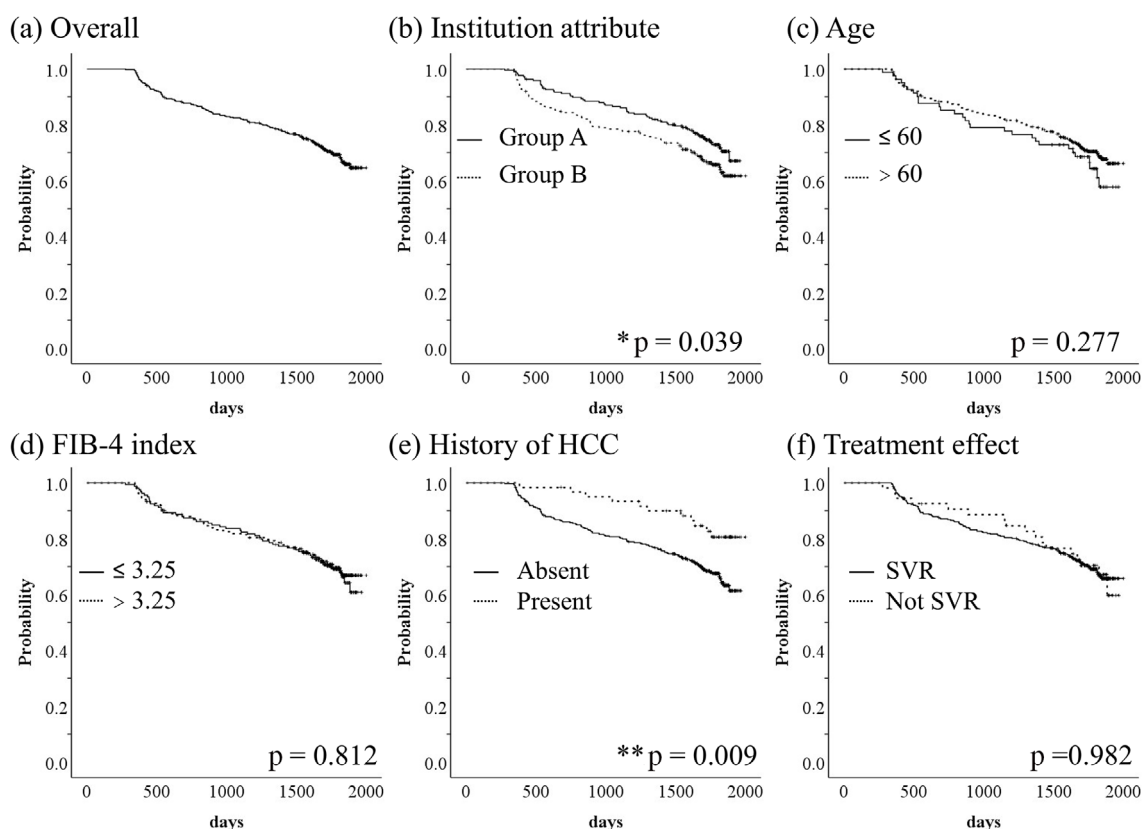 (a) Overall
1.0
0.8
0.6
0.4
0.2
0.0
Probability
0 500 1000 1500 2000
days
(b) Institution attribute
1.0
0.8
0.6
0.4
0.2
0.0
Probability
Group A
Group B
*p = 0.039
0 500 1000 1500 2000
days
(c) Age
1.0
0.8
0.6
0.4
0.2
0.0
Probability
≤ 60
> 60
p = 0.277
0 500 1000 1500 2000
days
(d) FIB-4 index
1.0
0.8
0.6
0.4
0.2
0.0
Probability
≤ 3.25
> 3.25
p = 0.812
0 500 1000 1500 2000
days
(e) History of HCC
1.0
0.8
0.6
0.4
0.2
0.0
Probability
Absent
Present
**p = 0.009
0 500 1000 1500 2000
days
(f) Treatment effect
1.0
0.8
0.6
0.4
0.2
0.0
Probability
SVR
Not SVR
p =0.982
0 500 1000 1500 2000
days